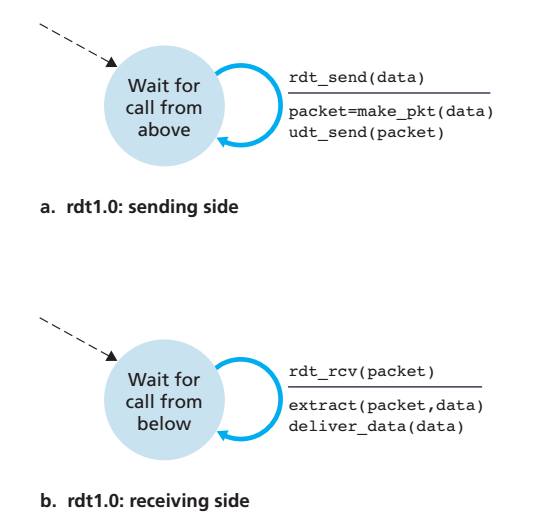 Wait for
call from
above
rdt_send(data)
packet=make_pkt(data)
udt_send(packet)
a. rdt1.0: sending side
Wait for
call from
below
rdt_rcv(packet)
extract(packet,data)
deliver_data(data)
b. rdt1.0: receiving side